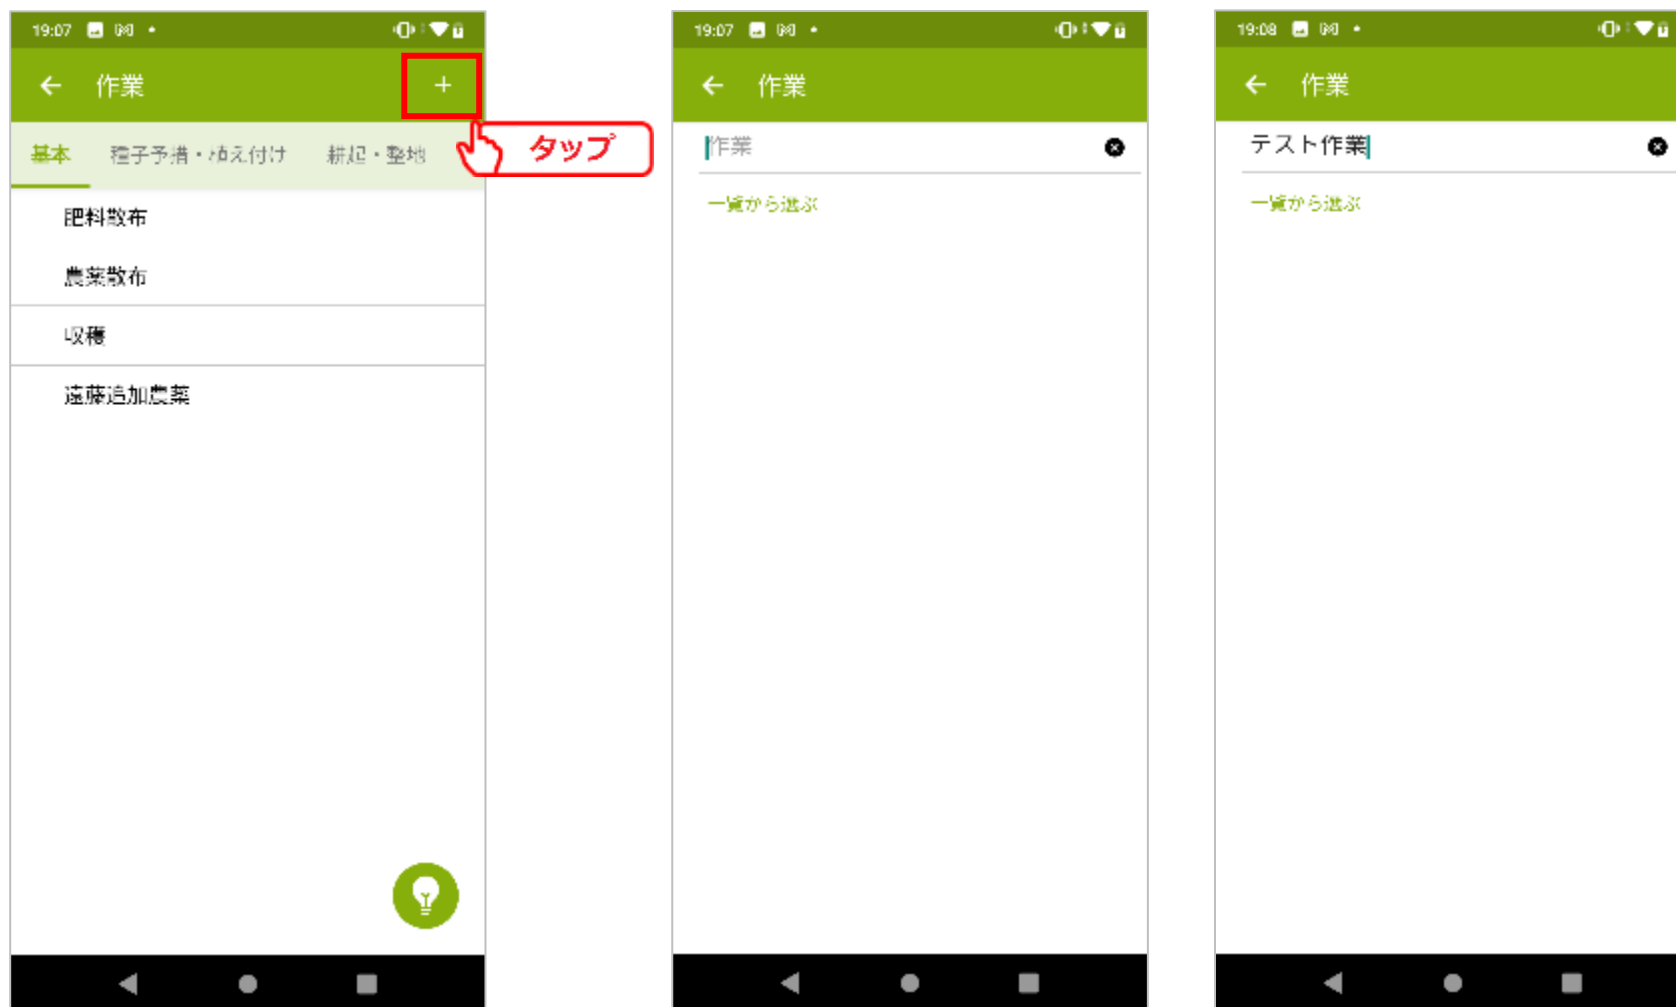 19:07
作業
+
基本 種子予措・植え付け 耕起・整地
タップ
肥料散布
農薬散布
収穫
遠藤追加農薬
19:07
作業
作業
一覧から選ぶ
19:08
作業
テスト作業
一覧から選ぶ